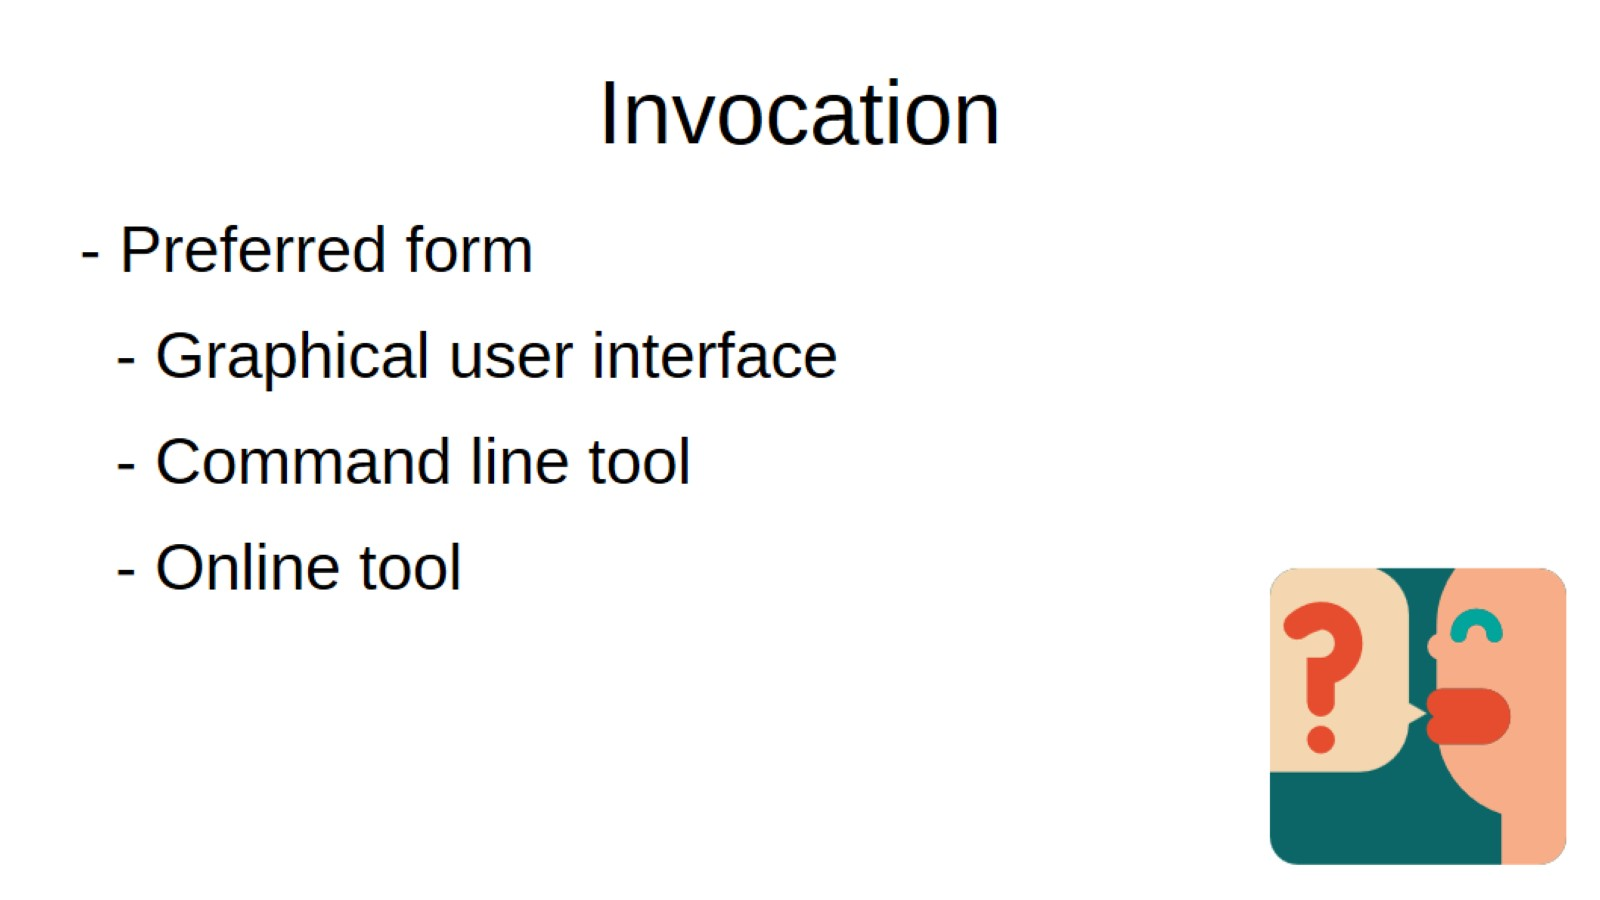 Invocation
- Preferred form
- Graphical user interface
- Command line tool
- Online tool
?